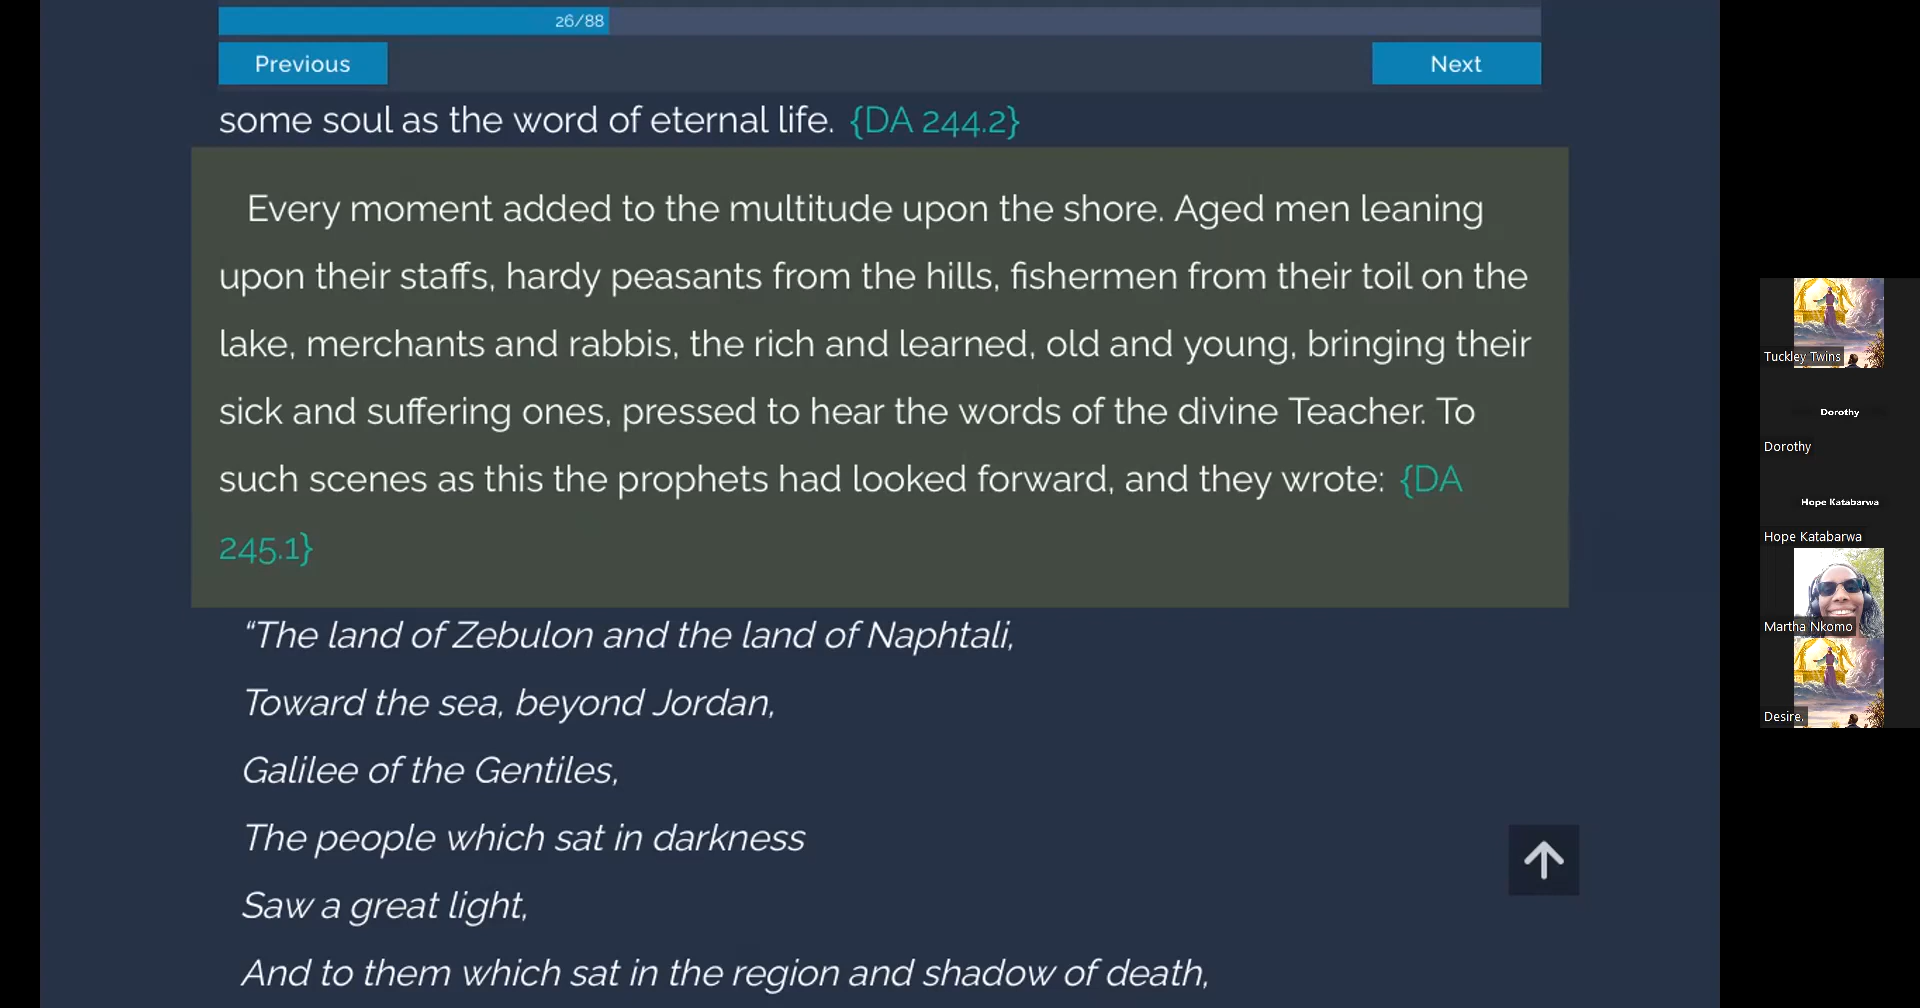 26/88
Previous
Next
some soul as the word of eternal life. {DA 244.2}
Every moment added to the multitude upon the shore. Aged men leaning
upon their staffs, hardy peasants from the hills, fishermen from their toil on the
lake, merchants and rabbis, the rich and learned, old and young, bringing their
sick and suffering ones, pressed to hear the words of the divine Teacher. To
such scenes as this the prophets had looked forward, and they wrote: {DA
245.1}
“The land of Zebulon and the land of Naphtali,
Toward the sea, beyond Jordan,
Galilee of the Gentiles,
The people which sat in darkness
Saw a great light,
And to them which sat in the region and shadow of death,
Tuckley Twins
Dorothy
Dorothy
Hope Katabarwa
Hope Katabarwa
Martha Nkomo
Desire.